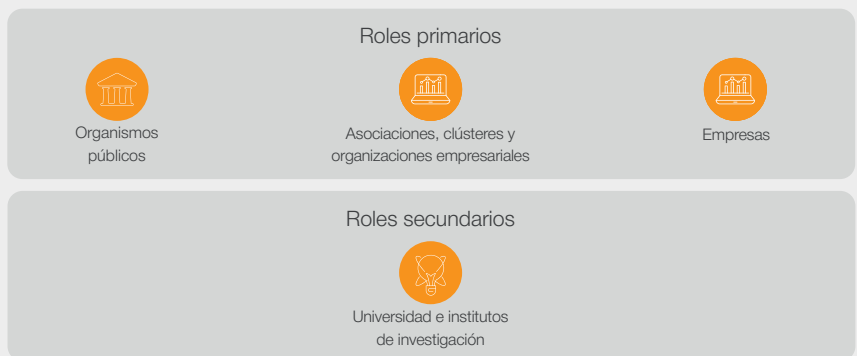 Roles primarios
Organismos
públicos
Asociaciones, clústeres y
organizaciones empresariales
Empresas
Roles secundarios
Universidad e institutos
de investigación